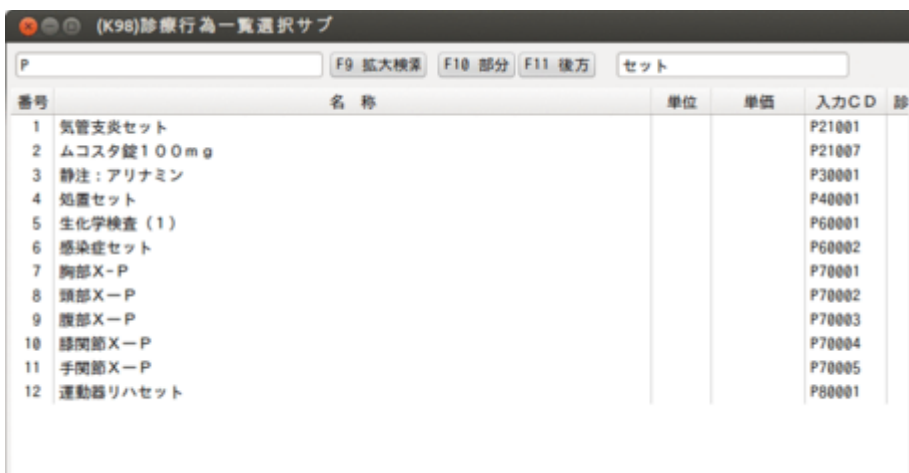 (K98)診療行為一覧選択サブ
P F9 拡大検索 F10 部分 F11 後方 セット
番号 名 称 単位 単価 入力CD 診
1 気管支炎セット P21001
2 ムコスタ錠100mg P21007
3 静注:アリナミン P30001
4 処置セット P40001
5 生化学検査(1) P60001
6 感染症セット P60002
7 胸部X-P P70001
8 頭部X-P P70002
9 腹部X-P P70003
10 膝関節X-P P70004
11 手関節X-P P70005
12 運動器リハセット P80001